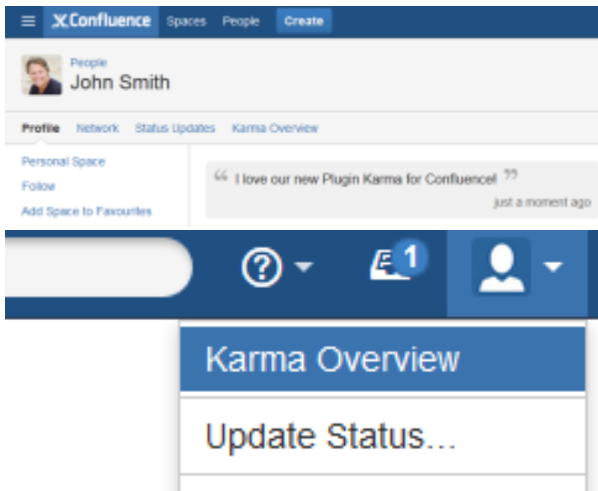 Confluence Spaces People Create
People
John Smith
Profile Network Status Updates Karma Overview
Personal Space
Follow
Add Space to Favourites
“ I love our new Plugin Karma for Confluence! ”
just a moment ago
1
Karma Overview
Update Status...